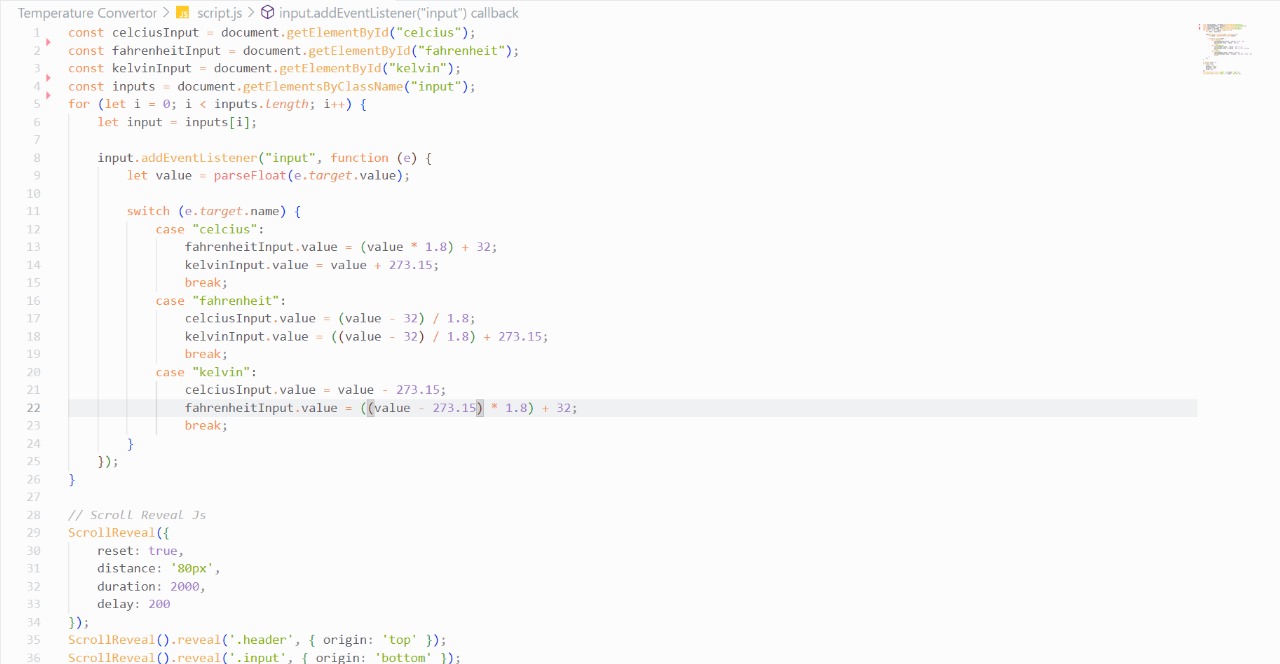 Temperature Convertor > JS script.js > input.addEventListener("input") callback
1 const celciusInput = document.getElementById("celcius");
2 const fahrenheitInput = document.getElementById("fahrenheit");
3 const kelvinInput = document.getElementById("kelvin");
4 const inputs = document.getElementsByClassName("input");
5 for (let i = 0; i < inputs.length; i++) {
6     let input = inputs[i];
7
8     input.addEventListener("input", function (e) {
9         let value = parseFloat(e.target.value);
10
11         switch (e.target.name) {
12             case "celcius":
13                 fahrenheitInput.value = (value * 1.8) + 32;
14                 kelvinInput.value = value + 273.15;
15                 break;
16             case "fahrenheit":
17                 celciusInput.value = (value - 32) / 1.8;
18                 kelvinInput.value = ((value - 32) / 1.8) + 273.15;
19                 break;
20             case "kelvin":
21                 celciusInput.value = value - 273.15;
22                 fahrenheitInput.value = ((value - 273.15) * 1.8) + 32;
23                 break;
24         }
25     });
26 }
27
28 // Scroll Reveal Js
29 ScrollReveal({
30     reset: true,
31     distance: '80px',
32     duration: 2000,
33     delay: 200
34 });
35 ScrollReveal().reveal('.header', { origin: 'top' });
36 ScrollReveal().reveal('.input', { origin: 'bottom' });